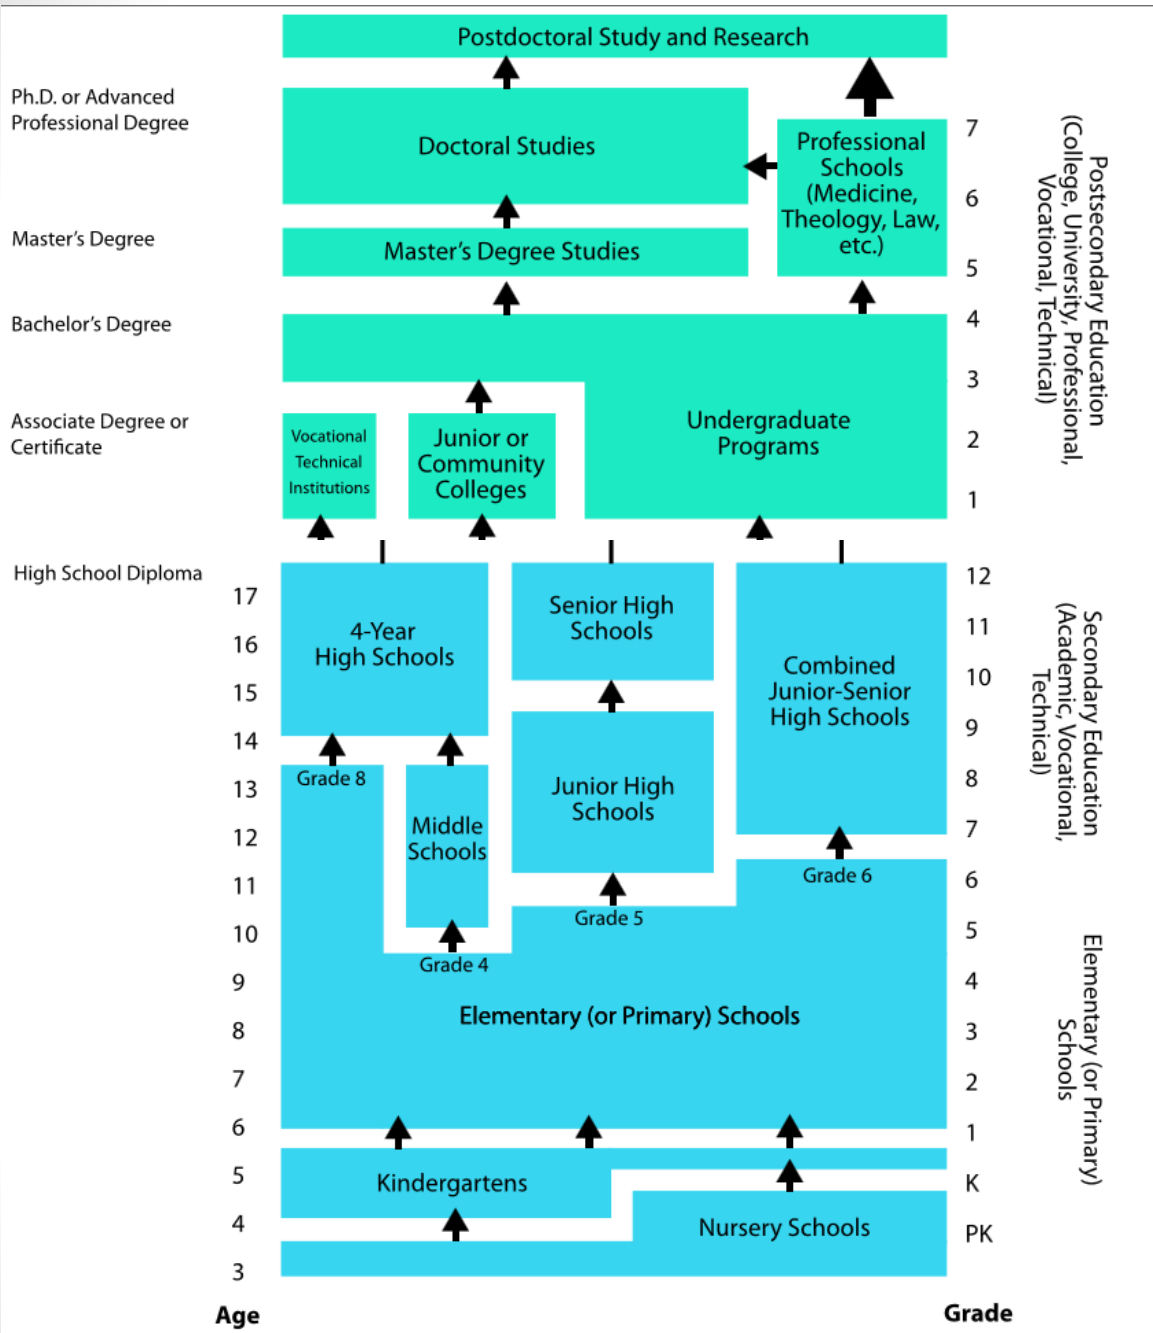 Postdoctoral Study and Research
Ph.D. or Advanced
Professional Degree
Doctoral Studies
Professional
Schools
(Medicine,
Theology, Law,
etc.)
7
6
5
Master's Degree
Master's Degree Studies
Bachelor's Degree
4
3
Associate Degree or
Certificate
Vocational
Technical
Institutions
Junior or
Community
Colleges
Undergraduate
Programs
2
1
Postsecondary Education
(College, University, Professional,
Vocational, Technical)
High School Diploma
17
16
15
14
13
12
11
10
9
8
7
6
5
4
3
Age
4-Year
High Schools
Senior High
Schools
Combined
Junior-Senior
High Schools
Grade 8
Middle
Schools
Junior High
Schools
Grade 6
Grade 5
Grade 4
Elementary (or Primary) Schools
Kindergartens
Nursery Schools
12
11
10
9
8
7
6
5
4
3
2
1
K
PK
Grade
Secondary Education
(Academic, Vocational,
Technical)
Elementary (or Primary)
Schools